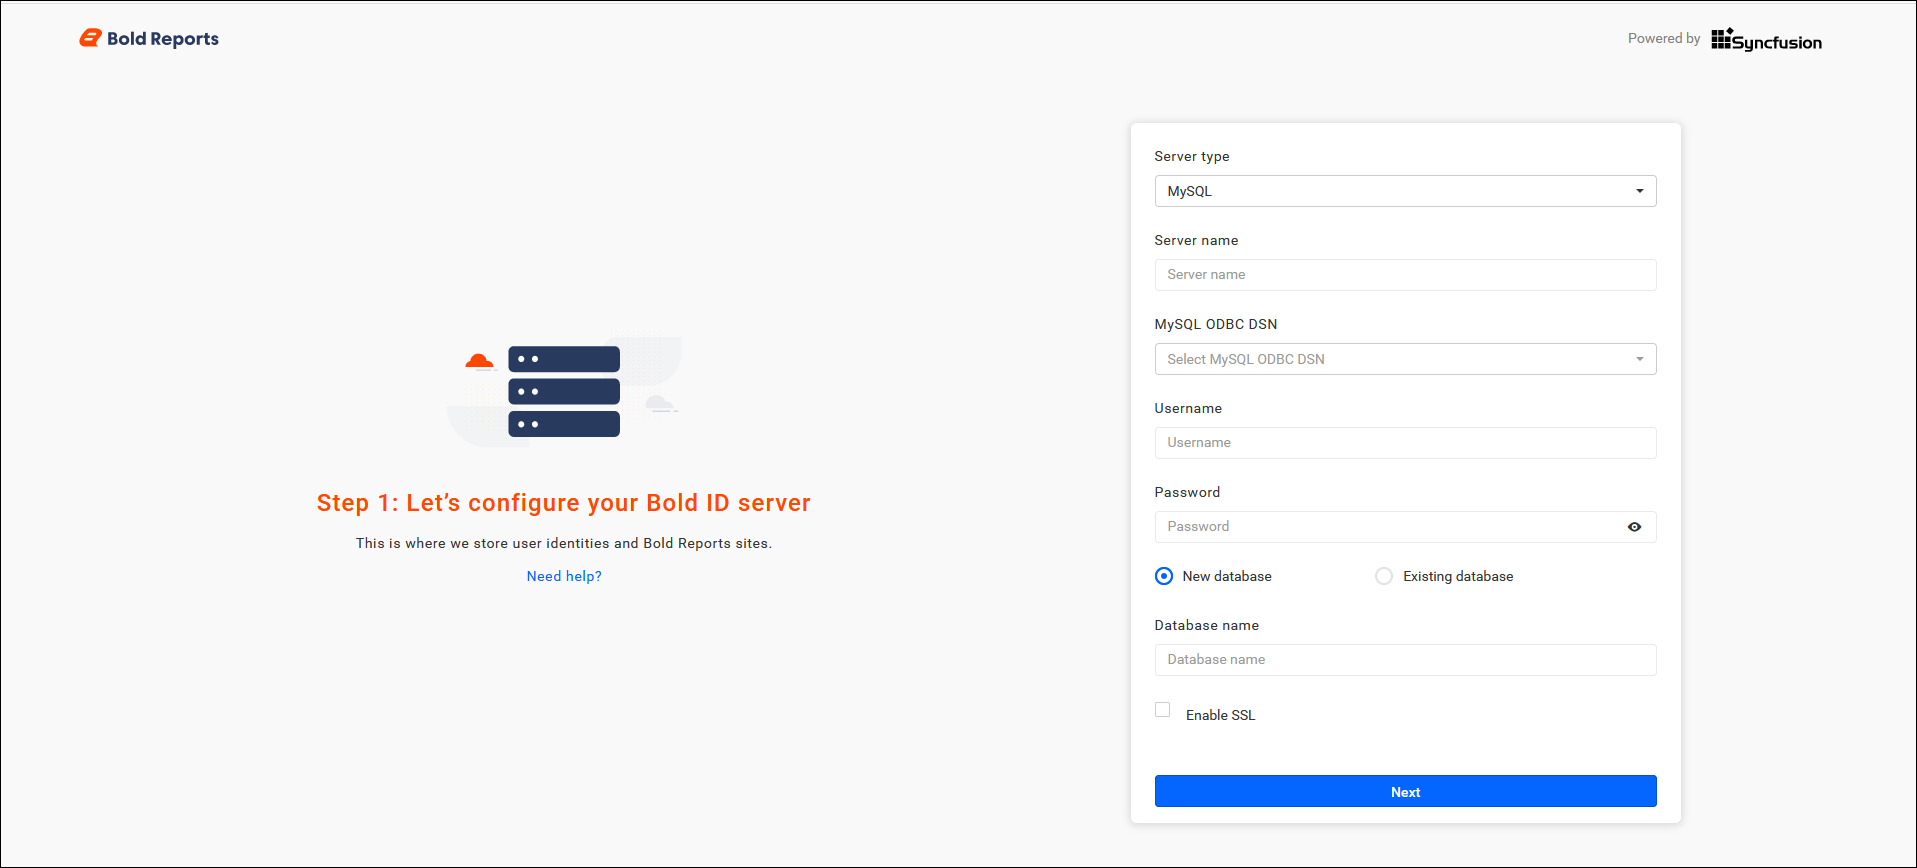 Bold Reports
Powered by Syncfusion
Step 1: Let’s configure your Bold ID server
This is where we store user identities and Bold Reports sites.
Need help?
Server type
MySQL
Server name
Server name
MySQL ODBC DSN
Select MySQL ODBC DSN
Username
Username
Password
Password
New database Existing database
Database name
Database name
Enable SSL
Next